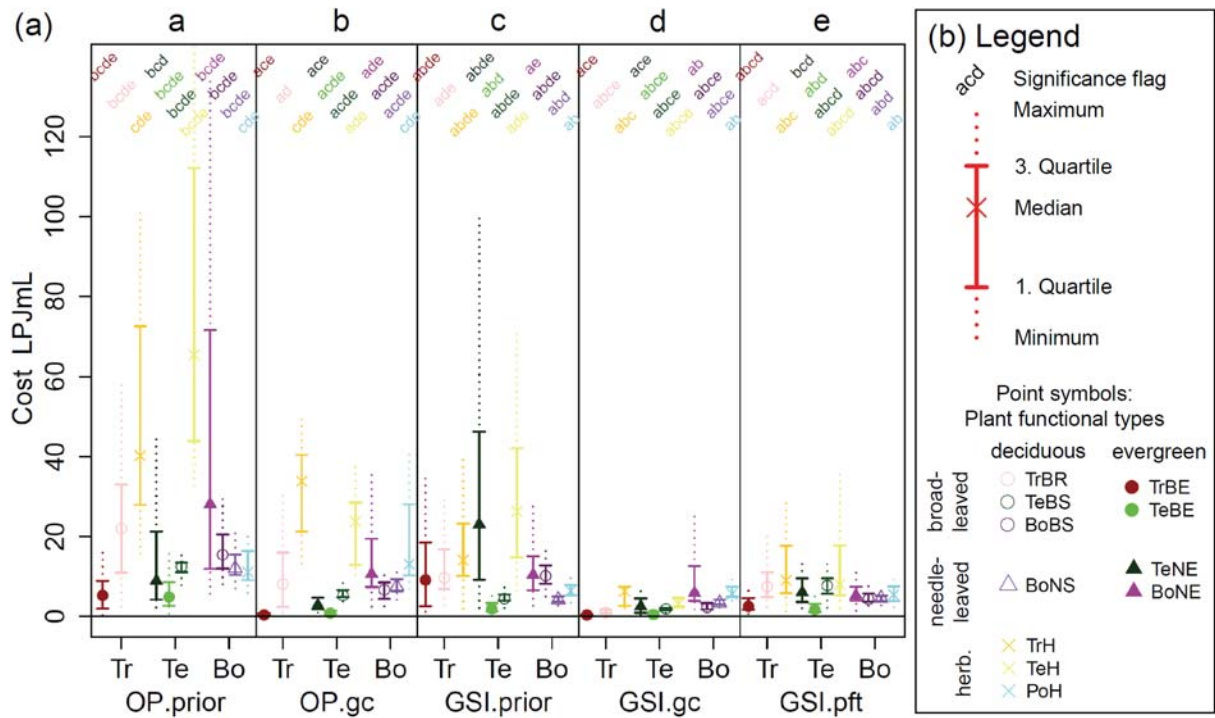 (a)
a b c d e
bcde bcde cde bcd bcde bcde bcde bcde bcde bcde cde
ace ad cde ace acde acde ade ade acde acde cde
abde ade abde abde abd abde ade ae abde abd ab
ace abce abc ace abce abce abce ab abce abce abc
abcd acd abc bcd abd abcd abcd abc abcd abd ab
120
100
80
60
40
20
0
Cost LPJmL
Tr Te Bo Tr Te Bo Tr Te Bo Tr Te Bo Tr Te Bo
OP.prior OP.gc GSI.prior GSI.gc GSI.pft
(b) Legend
acd Significance flag
Maximum
3. Quartile
Median
1. Quartile
Minimum
Point symbols:
Plant functional types
deciduous evergreen
broad-
leaved
TrBR TrBE
TeBS TeBE
BoBS
needle-
leaved
TeNE
BoNS BoNE
herb.
TrH
TeH
PoH